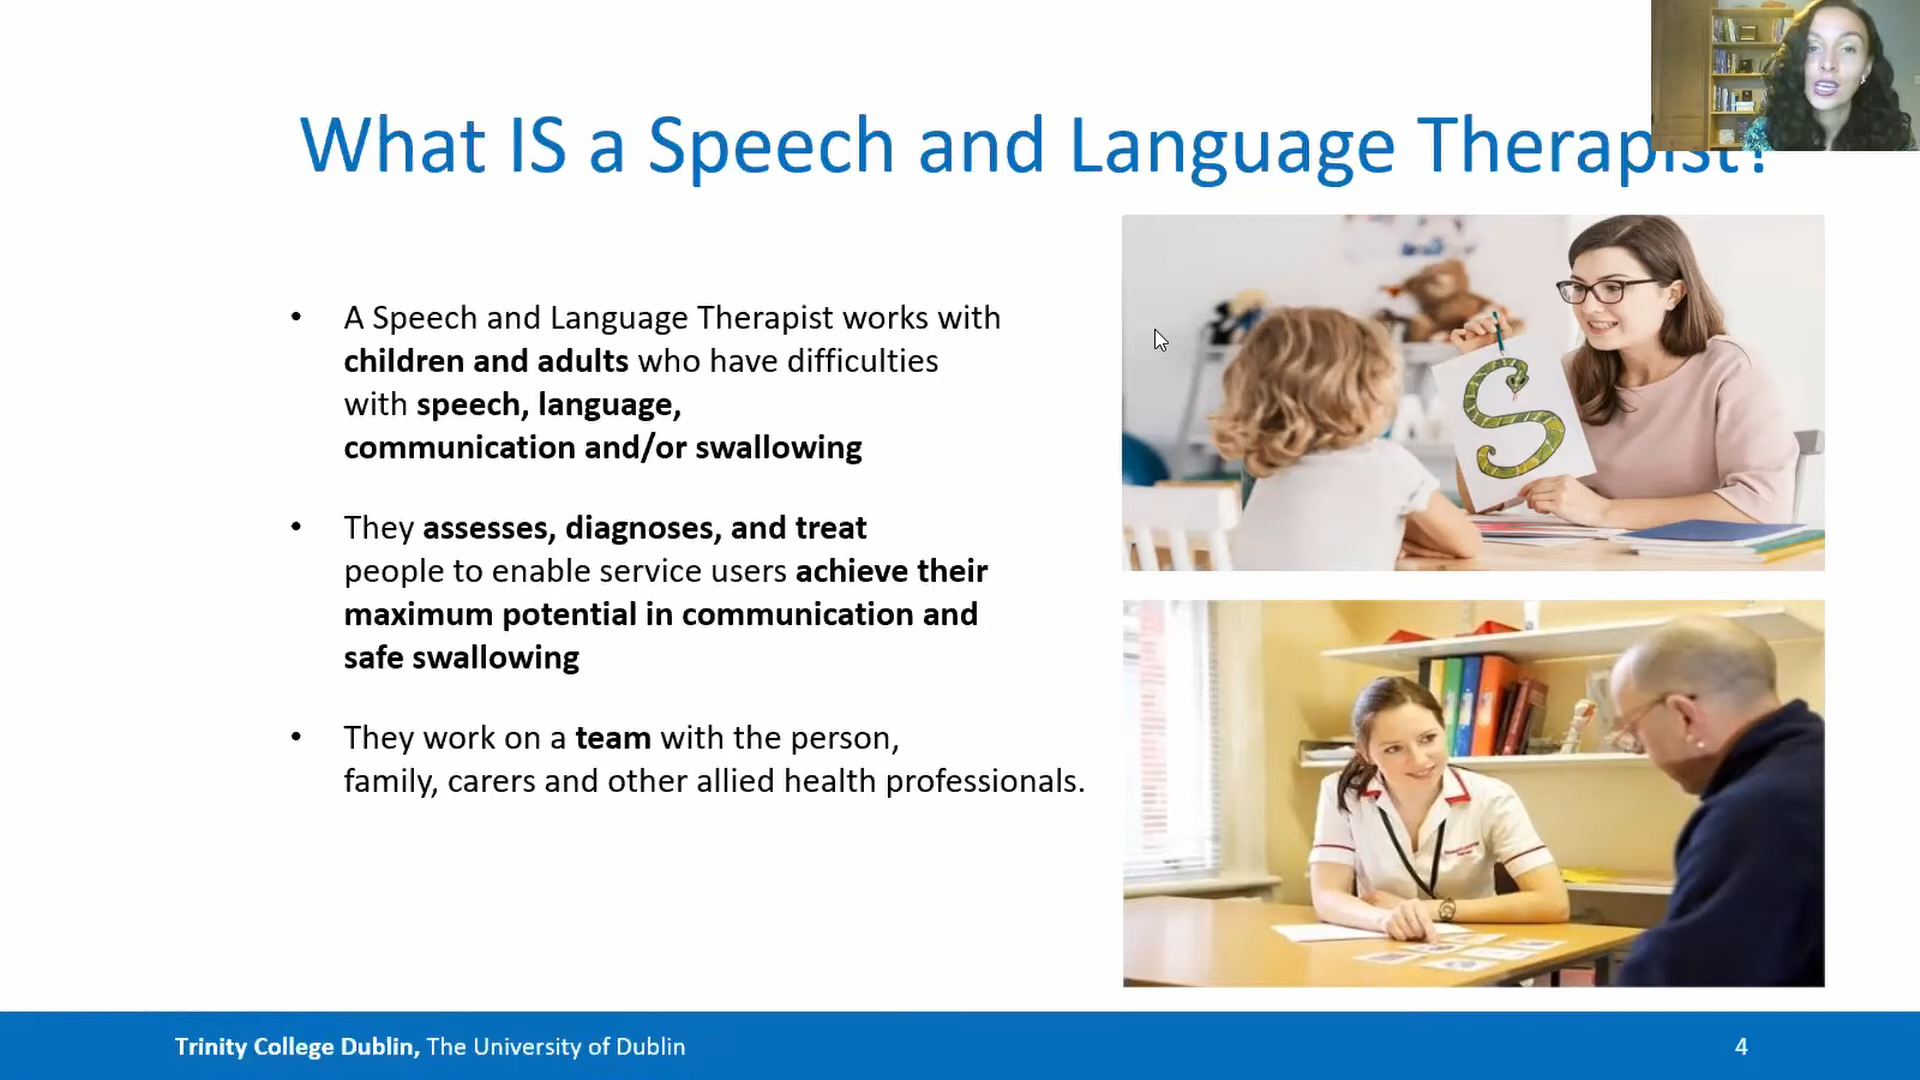 What IS a Speech and Language Therapist?
• A Speech and Language Therapist works with
children and adults who have difficulties
with speech, language,
communication and/or swallowing
• They assesses, diagnoses, and treat
people to enable service users achieve their
maximum potential in communication and
safe swallowing
• They work on a team with the person,
family, carers and other allied health professionals.
S
Trinity College Dublin, The University of Dublin
4